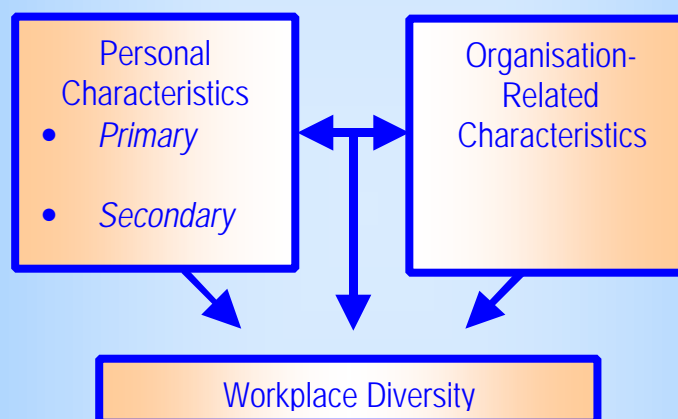 Personal
Characteristics
• Primary
• Secondary
Organisation-
Related
Characteristics
Workplace Diversity